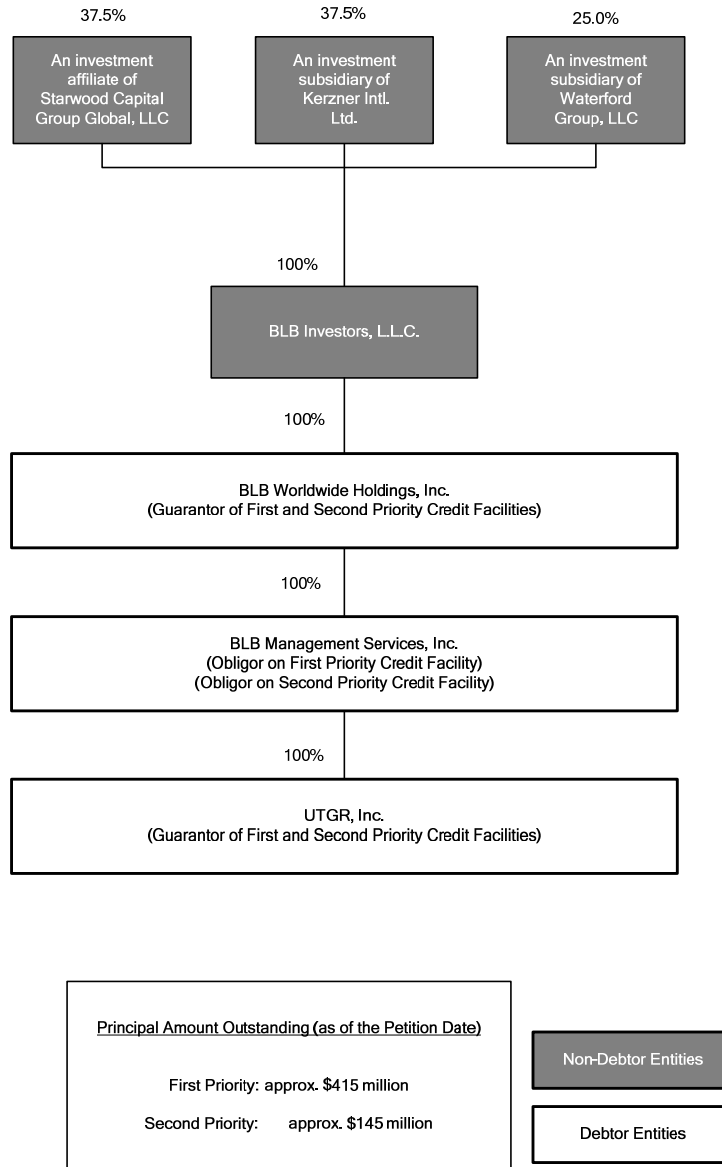 37.5%
37.5%
25.0%
An investment
affiliate of
Starwood Capital
Group Global, LLC
An investment
subsidiary of
Kerzner Intl.
Ltd.
An investment
subsidiary of
Waterford
Group, LLC
100%
BLB Investors, L.L.C.
100%
BLB Worldwide Holdings, Inc.
(Guarantor of First and Second Priority Credit Facilities)
100%
BLB Management Services, Inc.
(Obligor on First Priority Credit Facility)
(Obligor on Second Priority Credit Facility)
100%
UTGR, Inc.
(Guarantor of First and Second Priority Credit Facilities)
Principal Amount Outstanding (as of the Petition Date)
First Priority: approx. $415 million
Second Priority: approx. $145 million
Non-Debtor Entities
Debtor Entities